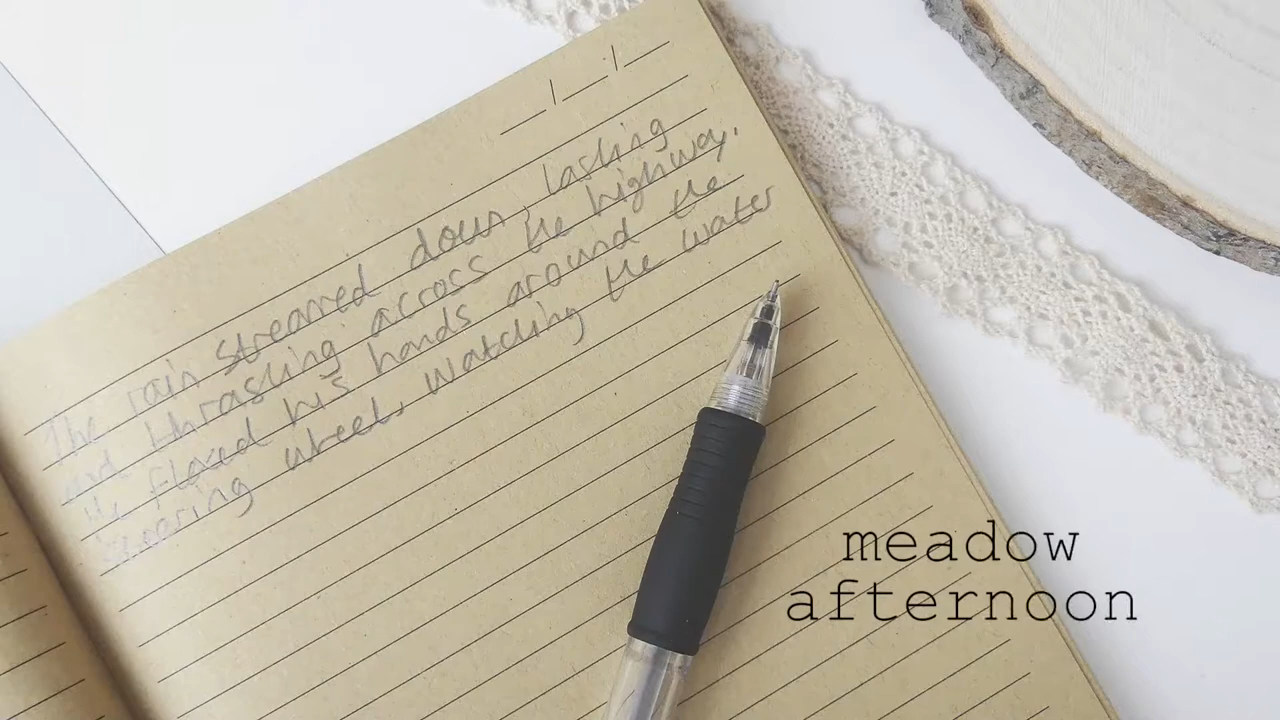 The rain streamed down, lashing
and thrashing across the highway.
He flexed his hands around the
steering wheel, watching the water
meadow
afternoon